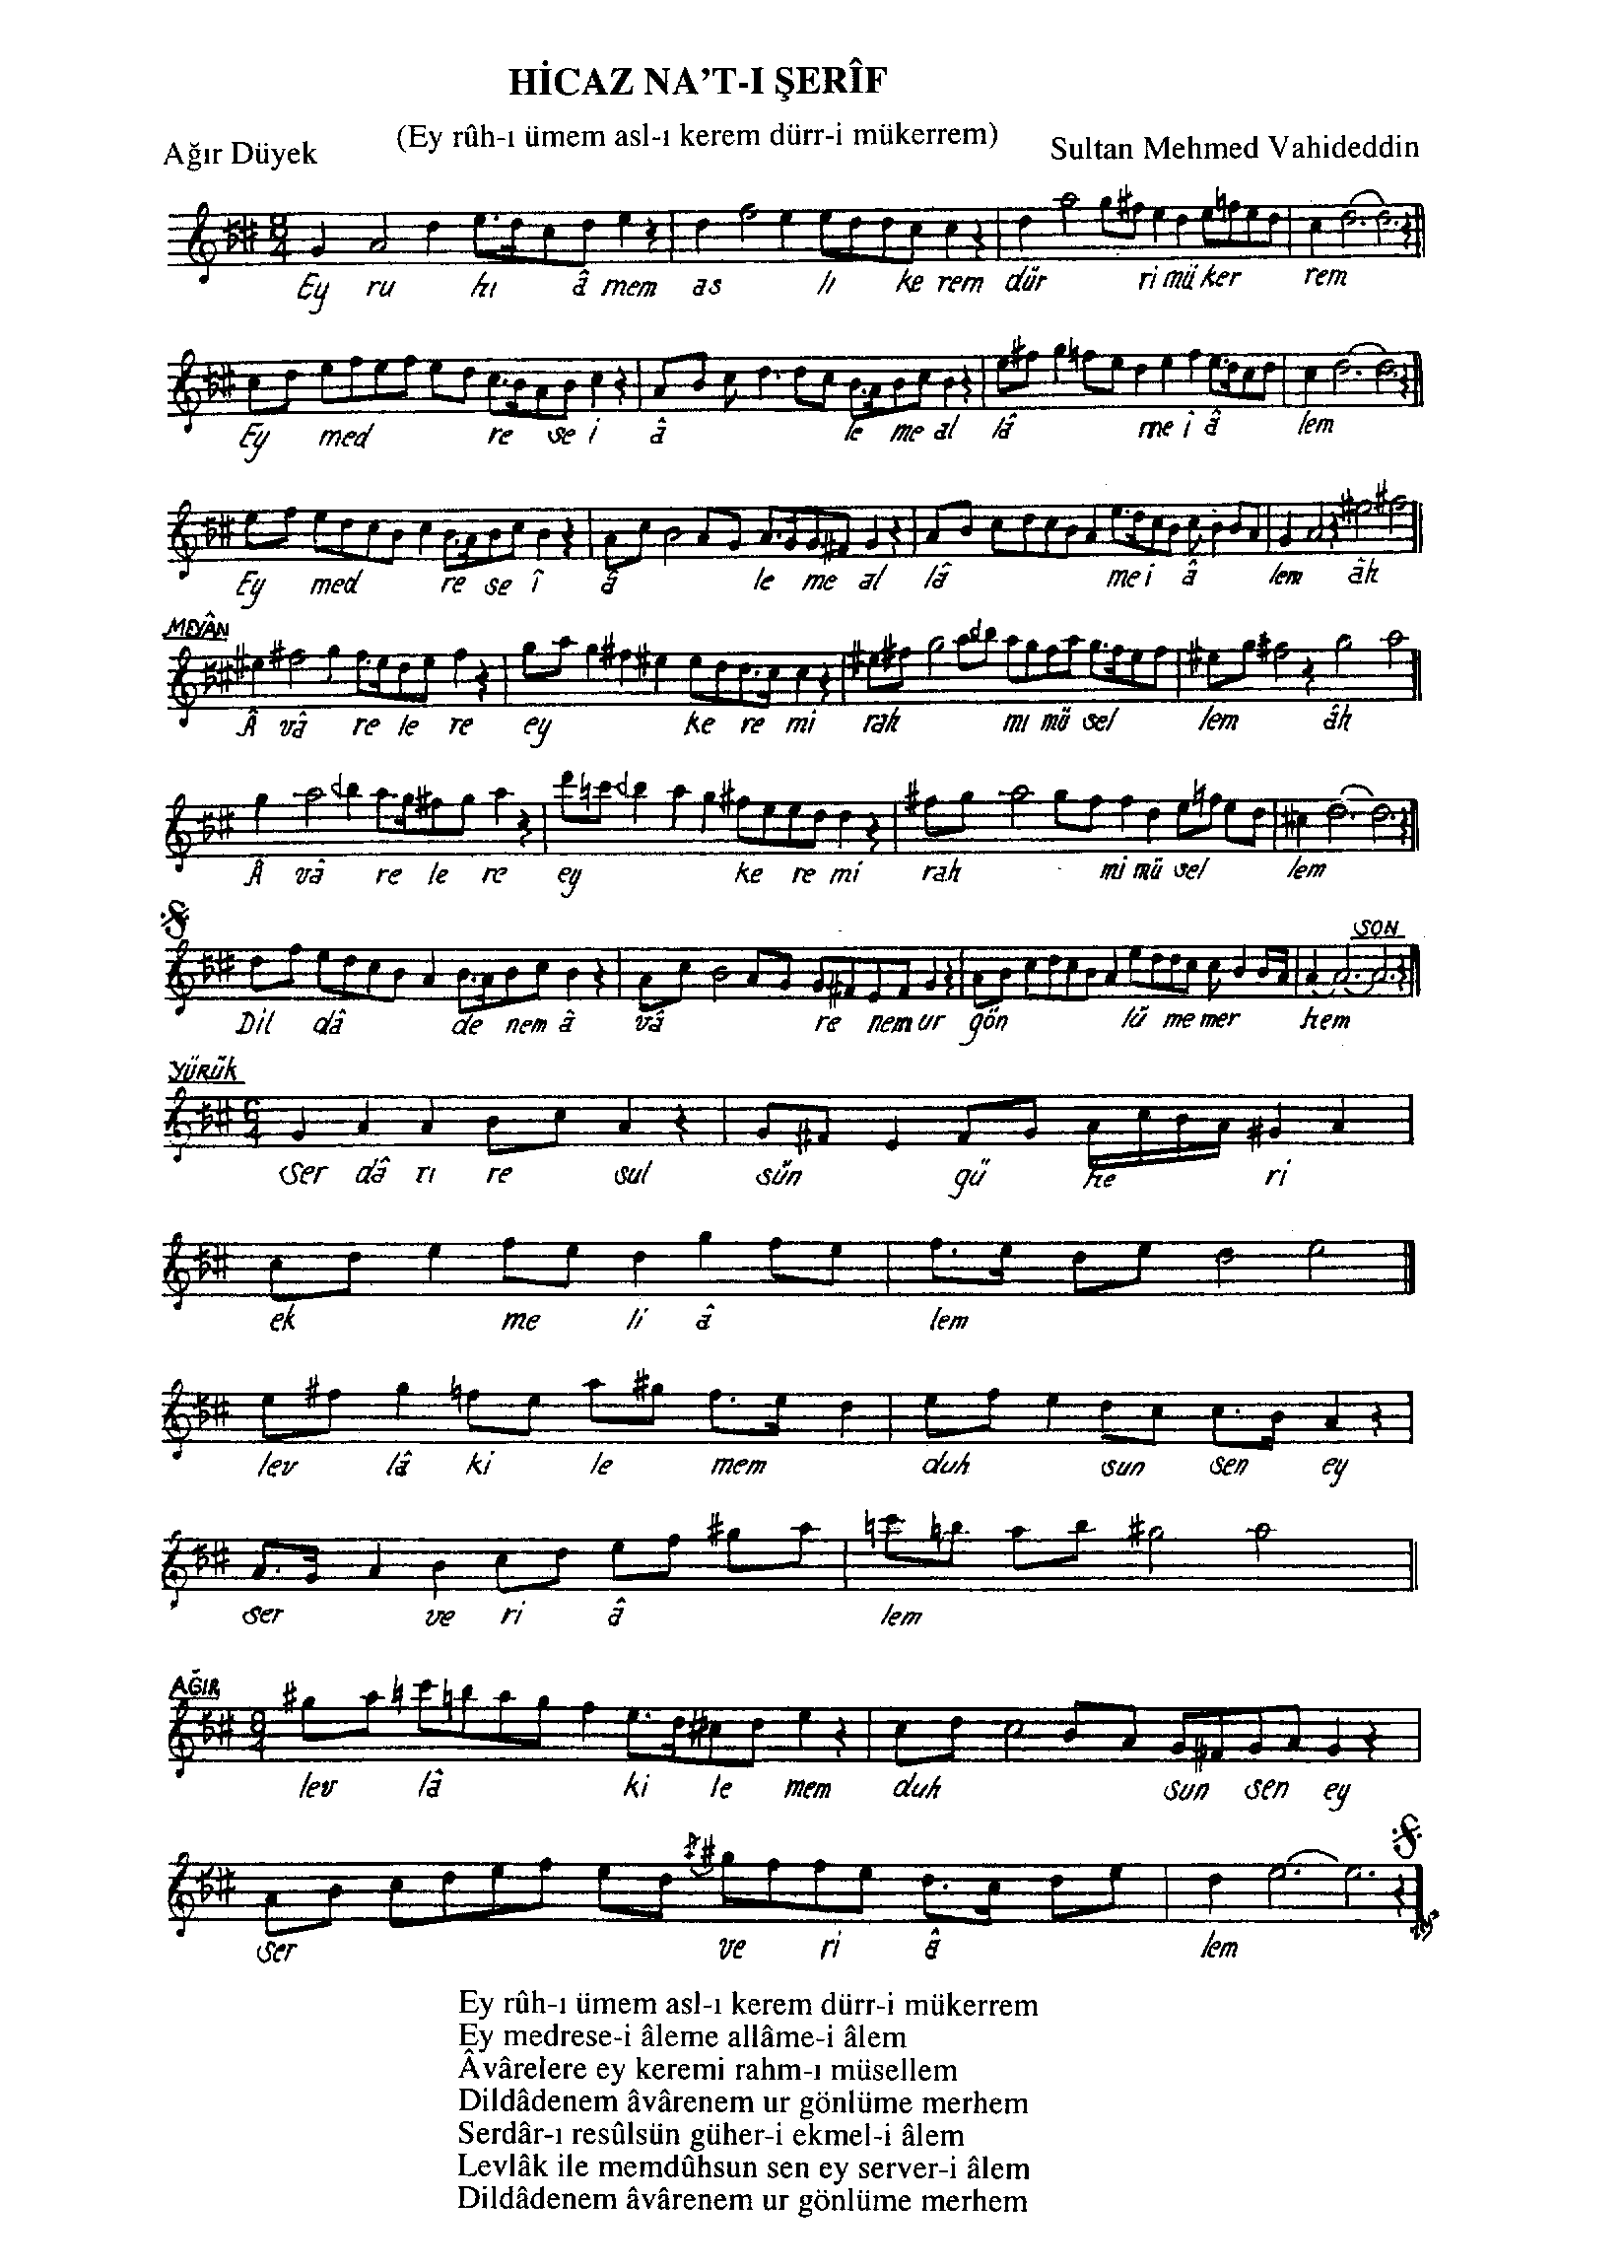 HİCAZ NA'T-I ŞERÎF
(Ey rûh-ı ümem asl-ı kerem dürr-i mükerrem)
Ağır Düyek
Sultan Mehmed Vahideddin
8/4
Ey ru hı â mem as lı ke rem dür ri mü ker rem
Ey med re se i â le me al lâ me i â lem
Ey med re se î â le me al lâ me i â lem âh
MEYÂN
Â vâ re le re ey ke re mi rah mı mü sel lem âh
Â vâ re le re ey ke re mi rah mi mü sel lem
SON
Dil dâ de nem â vâ re nem ur gön lü me mer hem
YÜRÜK
6/4
Ser dâ rı re sul sün gü he ri
ek me li â lem
lev lâ ki le mem duh sun sen ey
ser ve ri â lem
AĞIR
8/4
lev lâ ki le mem duh sun sen ey
ser ve ri â lem
Ey rûh-ı ümem asl-ı kerem dürr-i mükerrem
Ey medrese-i âleme allâme-i âlem
Âvârelere ey keremi rahm-ı müsellem
Dildâdenem âvârenem ur gönlüme merhem
Serdâr-ı resûlsün güher-i ekmel-i âlem
Levlâk ile memdûhsun sen ey server-i âlem
Dildâdenem âvârenem ur gönlüme merhem